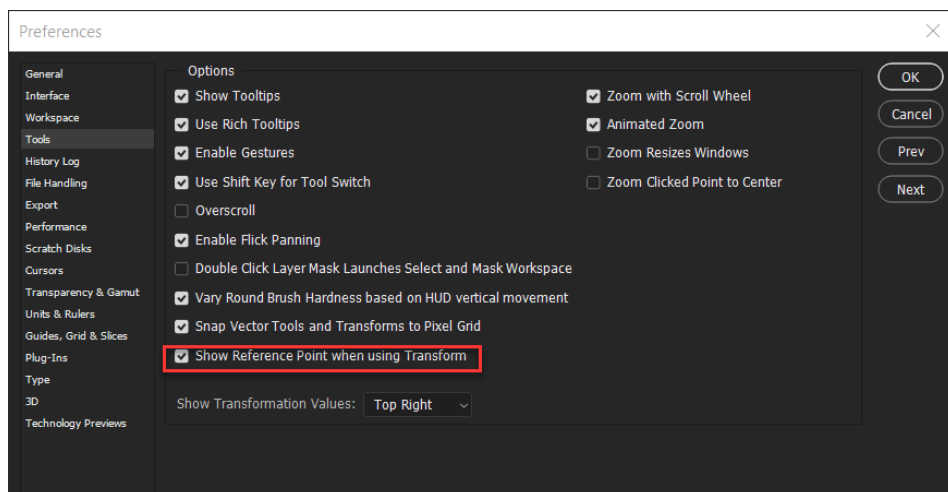 Preferences
General
Interface
Workspace
Tools
History Log
File Handling
Export
Performance
Scratch Disks
Cursors
Transparency & Gamut
Units & Rulers
Guides, Grid & Slices
Plug-Ins
Type
3D
Technology Previews
Options
Show Tooltips
Use Rich Tooltips
Enable Gestures
Use Shift Key for Tool Switch
Overscroll
Enable Flick Panning
Double Click Layer Mask Launches Select and Mask Workspace
Vary Round Brush Hardness based on HUD vertical movement
Snap Vector Tools and Transforms to Pixel Grid
Show Reference Point when using Transform
Show Transformation Values: Top Right
Zoom with Scroll Wheel
Animated Zoom
Zoom Resizes Windows
Zoom Clicked Point to Center
OK
Cancel
Prev
Next